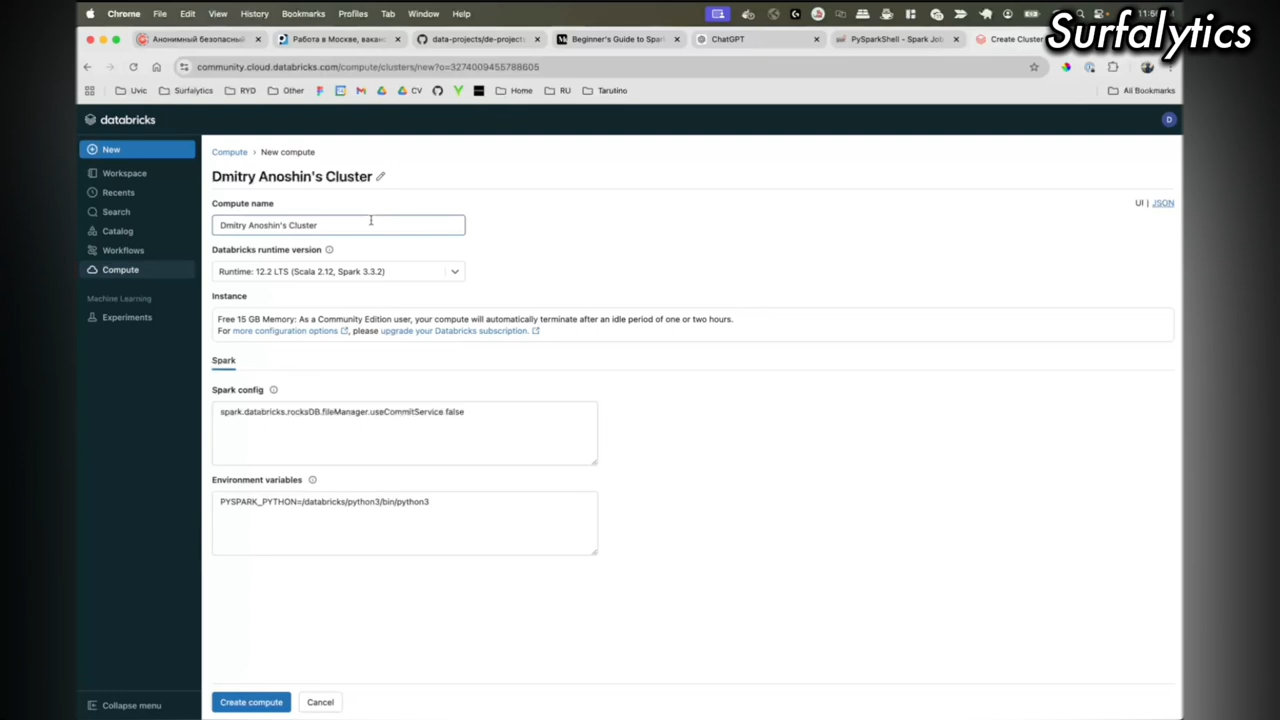 Chrome File Edit View History Bookmarks Profiles Tab Window Help
Surfalytics
Анонимный безопасный
Работа в Москве, вакан
data-projects/de-project
Beginner's Guide to Spar
ChatGPT
PySparkShell - Spark Job
Create Cluster
community.cloud.databricks.com/compute/clusters/new?o=3274009455788605
Uvic Surfalytics RYD Other CV Home RU Tarutino All Bookmarks
databricks
D
New
Workspace
Recents
Search
Catalog
Workflows
Compute
Machine Learning
Experiments
Collapse menu
Compute › New compute
Dmitry Anoshin's Cluster
Compute name
UI | JSON
Dmitry Anoshin's Cluster
Databricks runtime version
Runtime: 12.2 LTS (Scala 2.12, Spark 3.3.2)
Instance
Free 15 GB Memory: As a Community Edition user, your compute will automatically terminate after an idle period of one or two hours.
For more configuration options, please upgrade your Databricks subscription.
Spark
Spark config
spark.databricks.rocksDB.fileManager.useCommitService false
Environment variables
PYSPARK_PYTHON=/databricks/python3/bin/python3
Create compute
Cancel